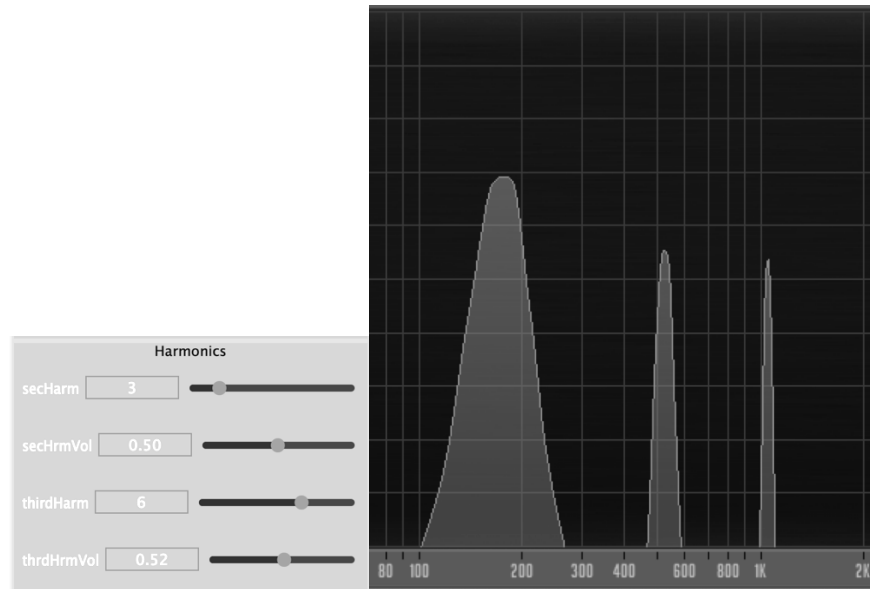 Harmonics
secHarm 3
secHrmVol 0.50
thirdHarm 6
thrdHrmVol 0.52
80 100 200 300 400 600 800 1K 2K